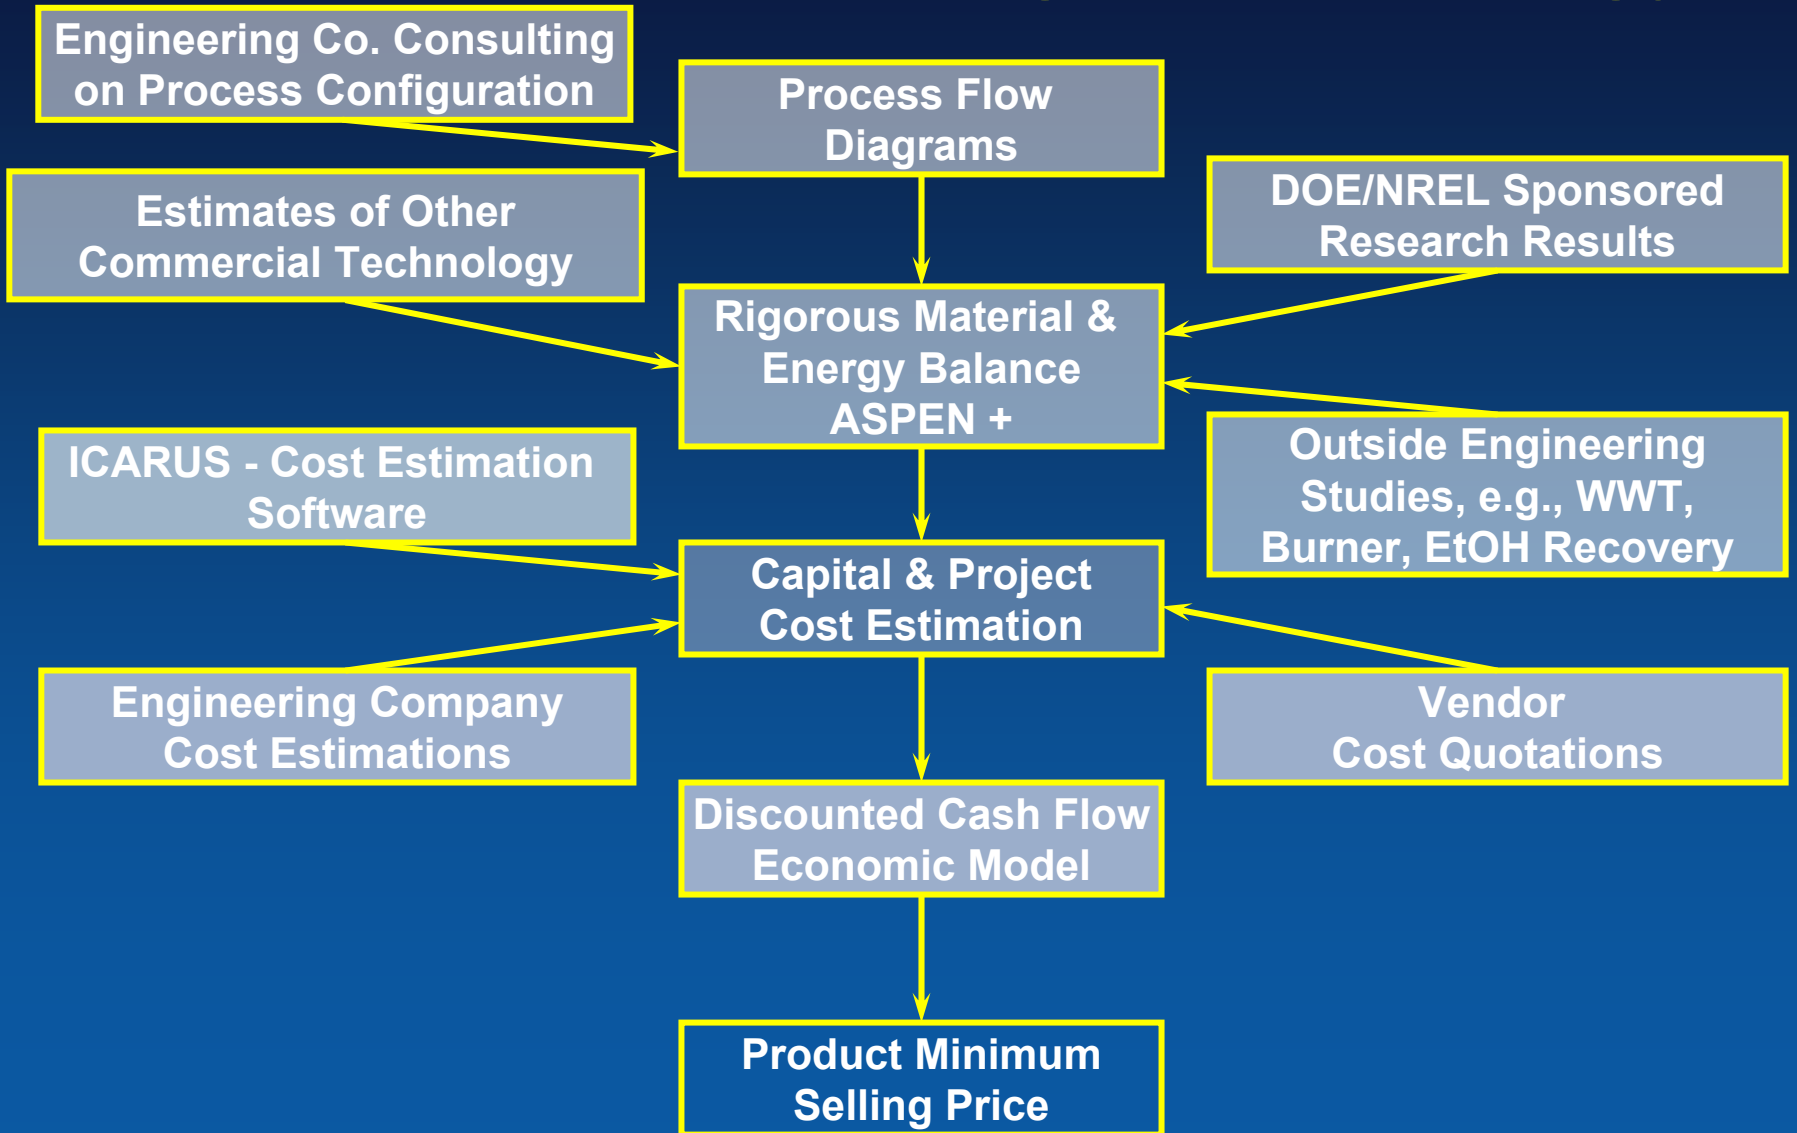 Engineering Co. Consulting
on Process Configuration
Process Flow
Diagrams
Estimates of Other
Commercial Technology
DOE/NREL Sponsored
Research Results
Rigorous Material &
Energy Balance
ASPEN +
ICARUS - Cost Estimation
Software
Outside Engineering
Studies, e.g., WWT,
Burner, EtOH Recovery
Capital & Project
Cost Estimation
Engineering Company
Cost Estimations
Vendor
Cost Quotations
Discounted Cash Flow
Economic Model
Product Minimum
Selling Price